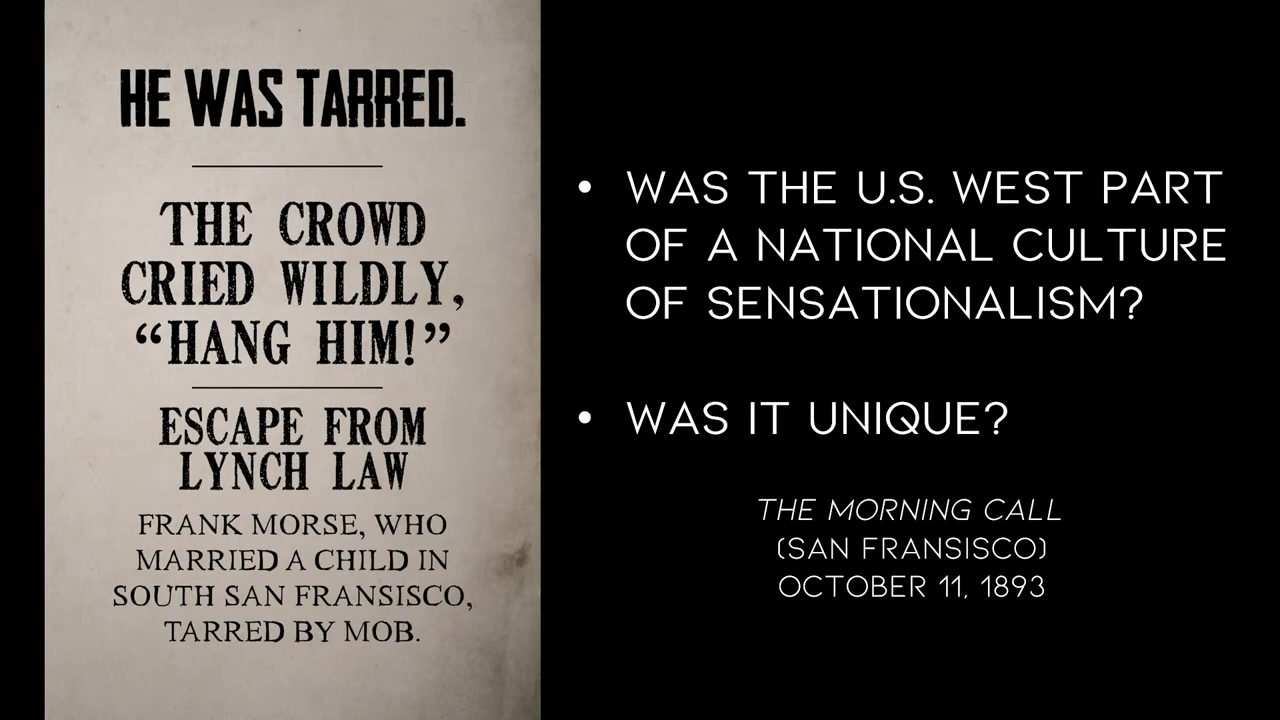 HE WAS TARRED.
THE CROWD
CRIED WILDLY,
“HANG HIM!”
ESCAPE FROM
LYNCH LAW
FRANK MORSE, WHO
MARRIED A CHILD IN
SOUTH SAN FRANSISCO,
TARRED BY MOB.
• WAS THE U.S. WEST PART
OF A NATIONAL CULTURE
OF SENSATIONALISM?
• WAS IT UNIQUE?
THE MORNING CALL
(SAN FRANSISCO)
OCTOBER 11, 1893